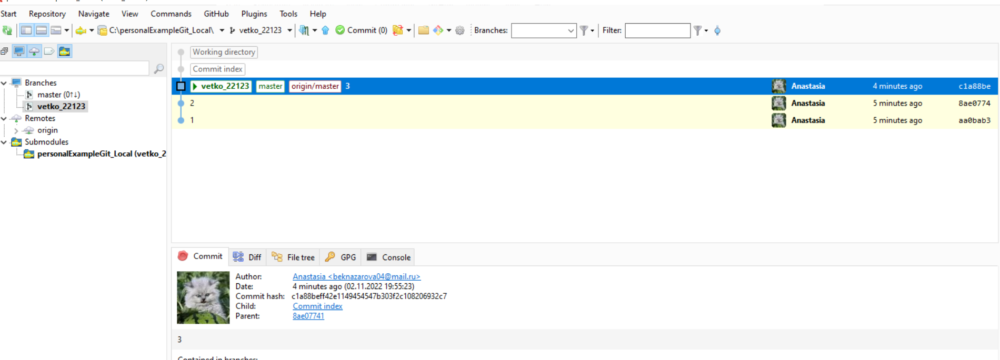 Start Repository Navigate View Commands GitHub Plugins Tools Help
C:\personalExampleGit_Local\ vetko_22123 Commit (0) Branches: Filter:
Working directory
Commit index
vetko_22123 master origin/master 3 Anastasia 4 minutes ago c1a88be
2 Anastasia 5 minutes ago 8ae0774
1 Anastasia 5 minutes ago aa0bab3
Branches
master (0↑↓)
vetko_22123
Remotes
origin
Submodules
personalExampleGit_Local (vetko_2
Commit Diff File tree GPG Console
Author: Anastasia <beknazarova04@mail.ru>
Date: 4 minutes ago (02.11.2022 19:55:23)
Commit hash: c1a88beff42e1149454547b303f2c108206932c7
Child: Commit index
Parent: 8ae07741
3
Contained in branches: